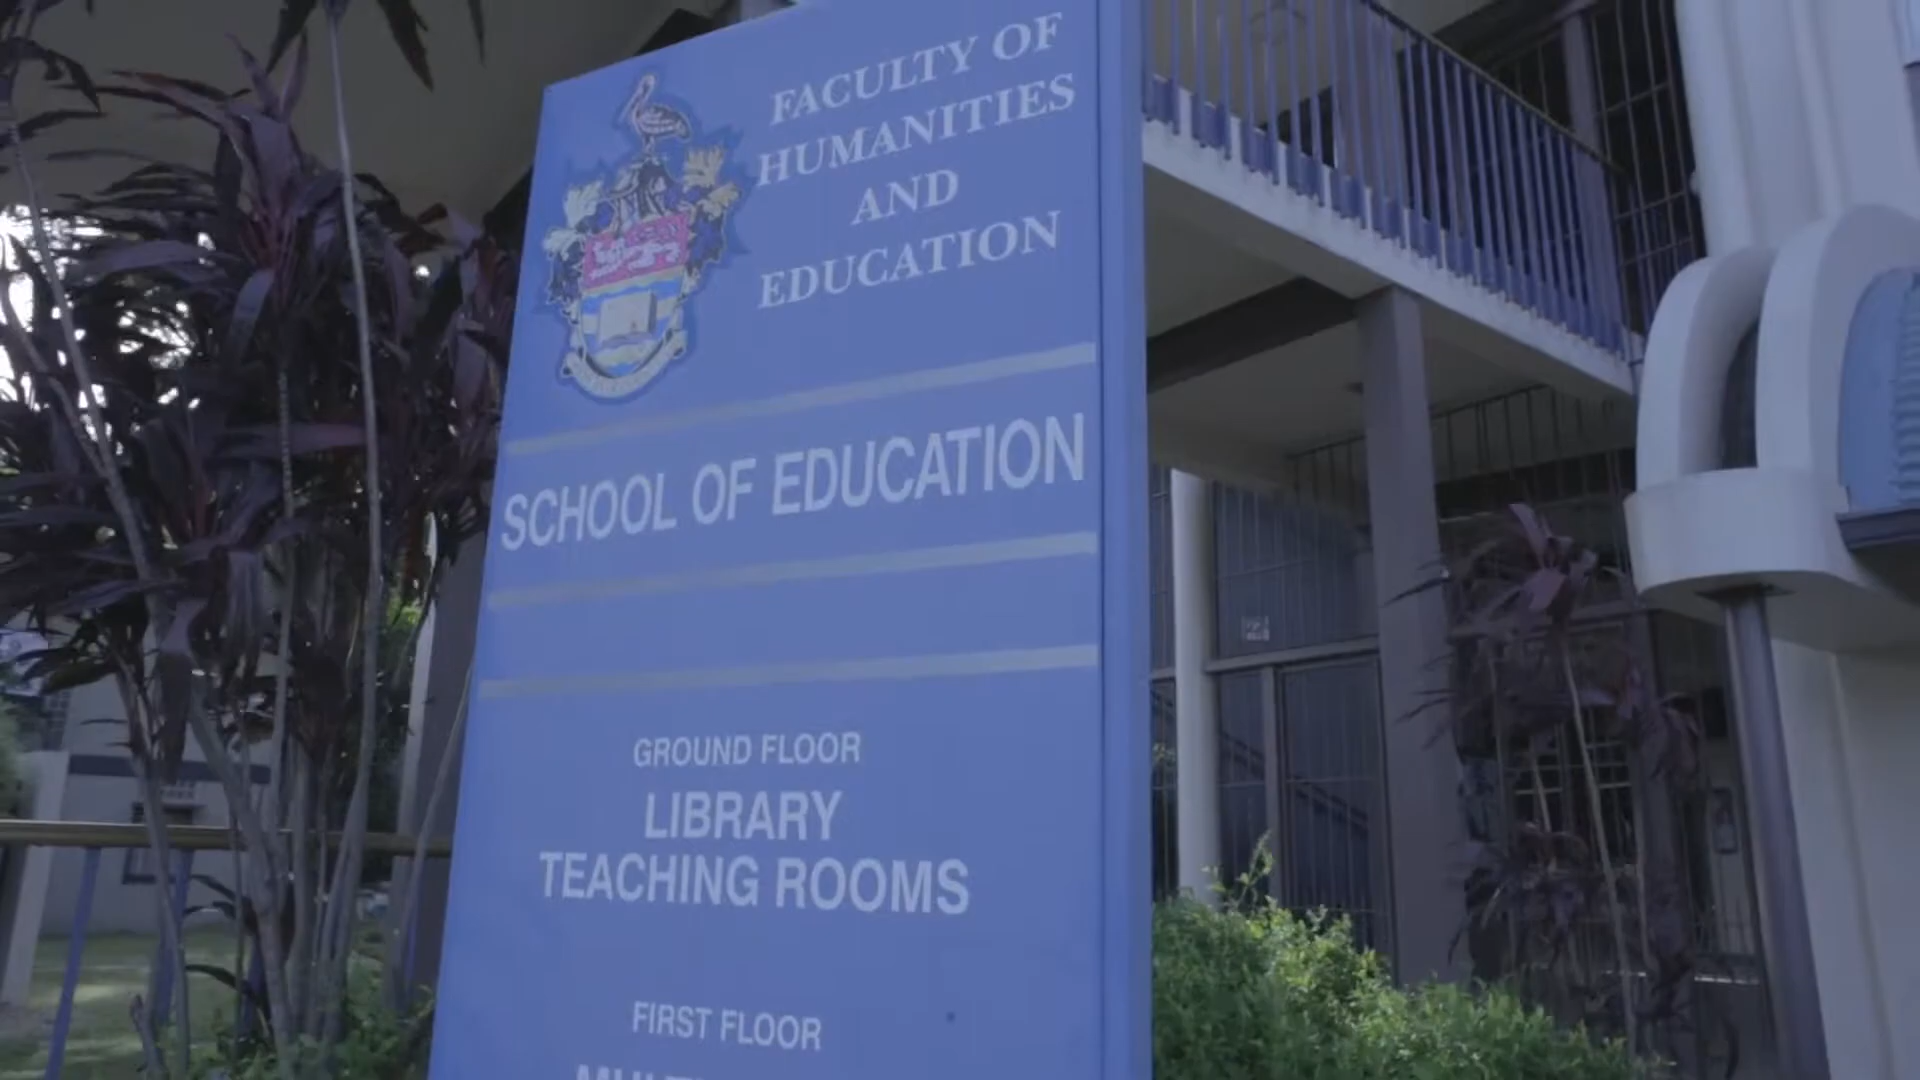 FACULTY OF
HUMANITIES
AND
EDUCATION
SCHOOL OF EDUCATION
GROUND FLOOR
LIBRARY
TEACHING ROOMS
FIRST FLOOR